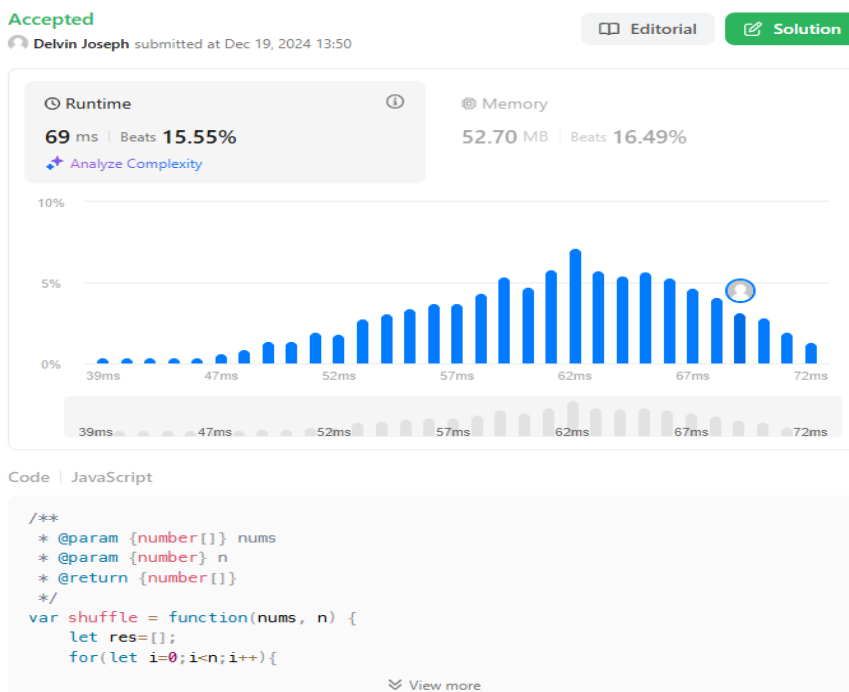 Accepted
Delvin Joseph submitted at Dec 19, 2024 13:50
Editorial
Solution
Runtime
69 ms | Beats 15.55%
Analyze Complexity
Memory
52.70 MB | Beats 16.49%
10%
5%
0%
39ms 47ms 52ms 57ms 62ms 67ms 72ms
39ms 47ms 52ms 57ms 62ms 67ms 72ms
Code | JavaScript
/**
 * @param {number[]} nums
 * @param {number} n
 * @return {number[]}
 */
var shuffle = function(nums, n) {
    let res=[];
    for(let i=0;i<n;i++){
View more